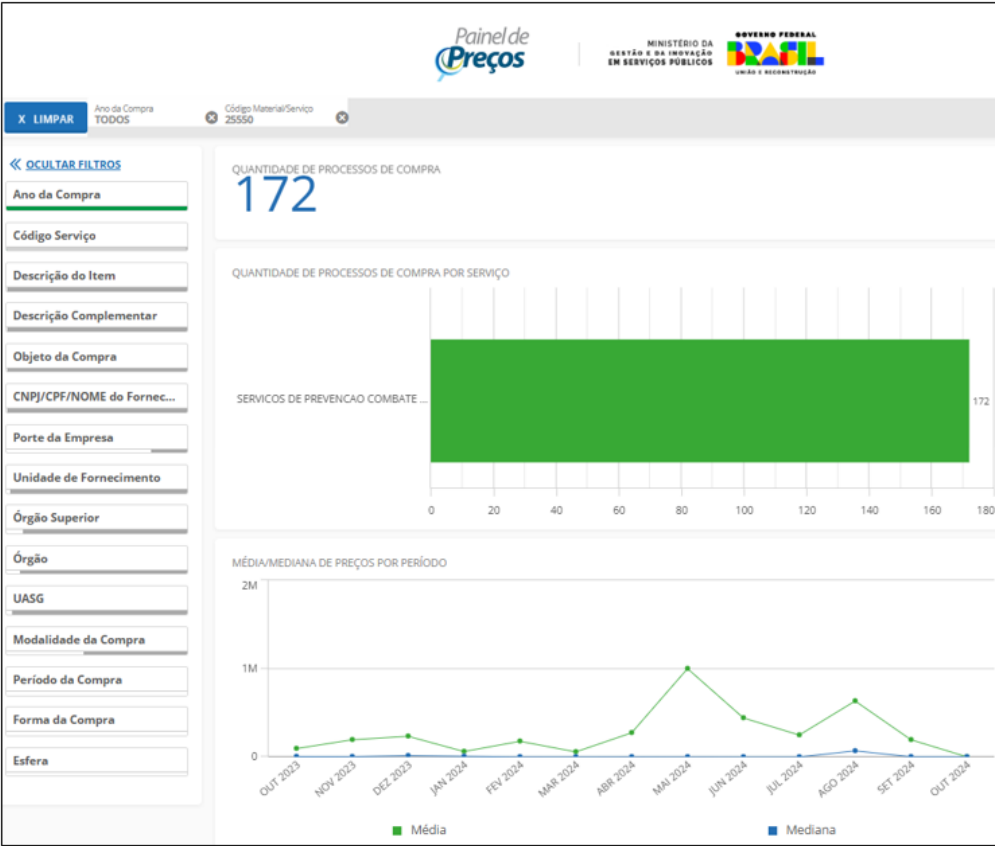 Painel de
Preços
MINISTÉRIO DA
GESTÃO E DA INOVAÇÃO
EM SERVIÇOS PÚBLICOS
GOVERNO FEDERAL
BRASIL
UNIÃO E RECONSTRUÇÃO
X LIMPAR
Ano da Compra
TODOS
Código Material/Serviço
25550
OCULTAR FILTROS
Ano da Compra
Código Serviço
Descrição do Item
Descrição Complementar
Objeto da Compra
CNPJ/CPF/NOME do Fornec...
Porte da Empresa
Unidade de Fornecimento
Órgão Superior
Órgão
UASG
Modalidade da Compra
Período da Compra
Forma da Compra
Esfera
QUANTIDADE DE PROCESSOS DE COMPRA
172
QUANTIDADE DE PROCESSOS DE COMPRA POR SERVIÇO
SERVICOS DE PREVENCAO COMBATE ...
172
0 20 40 60 80 100 120 140 160 180
MÉDIA/MEDIANA DE PREÇOS POR PERÍODO
2M
1M
0
OUT 2023 NOV 2023 DEZ 2023 JAN 2024 FEV 2024 MAR 2024 ABR 2024 MAI 2024 JUN 2024 JUL 2024 AGO 2024 SET 2024 OUT 2024
Média Mediana